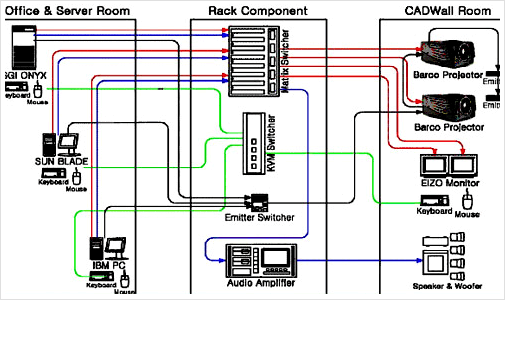 Office & Server Room
Rack Component
CADWall Room
SGI ONYX
Keyboard
Mouse
Matrix Switcher
Barco Projector
Emit
Barco Projector
Emit
SUN BLADE
Keyboard
Mouse
KVM Switcher
EIZO Monitor
Keyboard
Mouse
Emitter Switcher
IBM PC
Keyboard
Mouse
Audio Amplifier
Speaker & Woofer